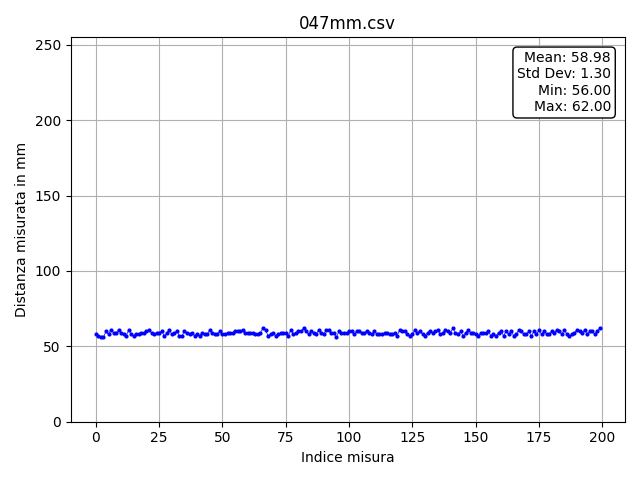 047mm.csv
Mean: 58.98
Std Dev: 1.30
Min: 56.00
Max: 62.00
Distanza misurata in mm
250
200
150
100
50
0
0 25 50 75 100 125 150 175 200
Indice misura